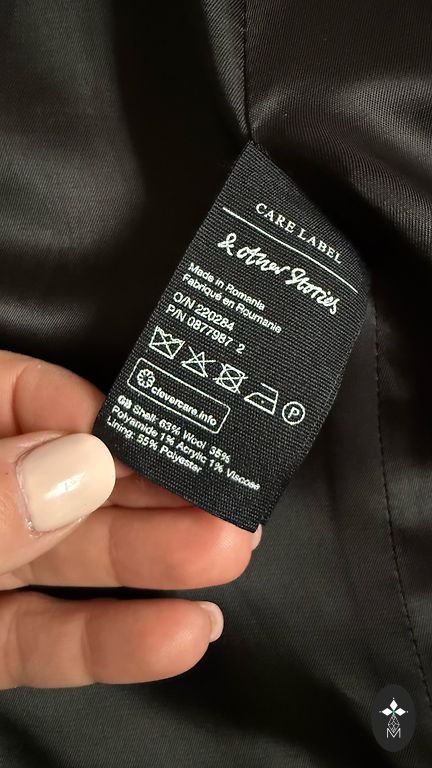 CARE LABEL
& other Stories
Made in Romania
Fabriqué en Roumanie
O/N 220284
P/N 0877987 2
P
clevercare.info
GB Shell: 63% Wool 35%
Polyamide 1% Acrylic 1% Viscose
Lining: 55% Polyester
M